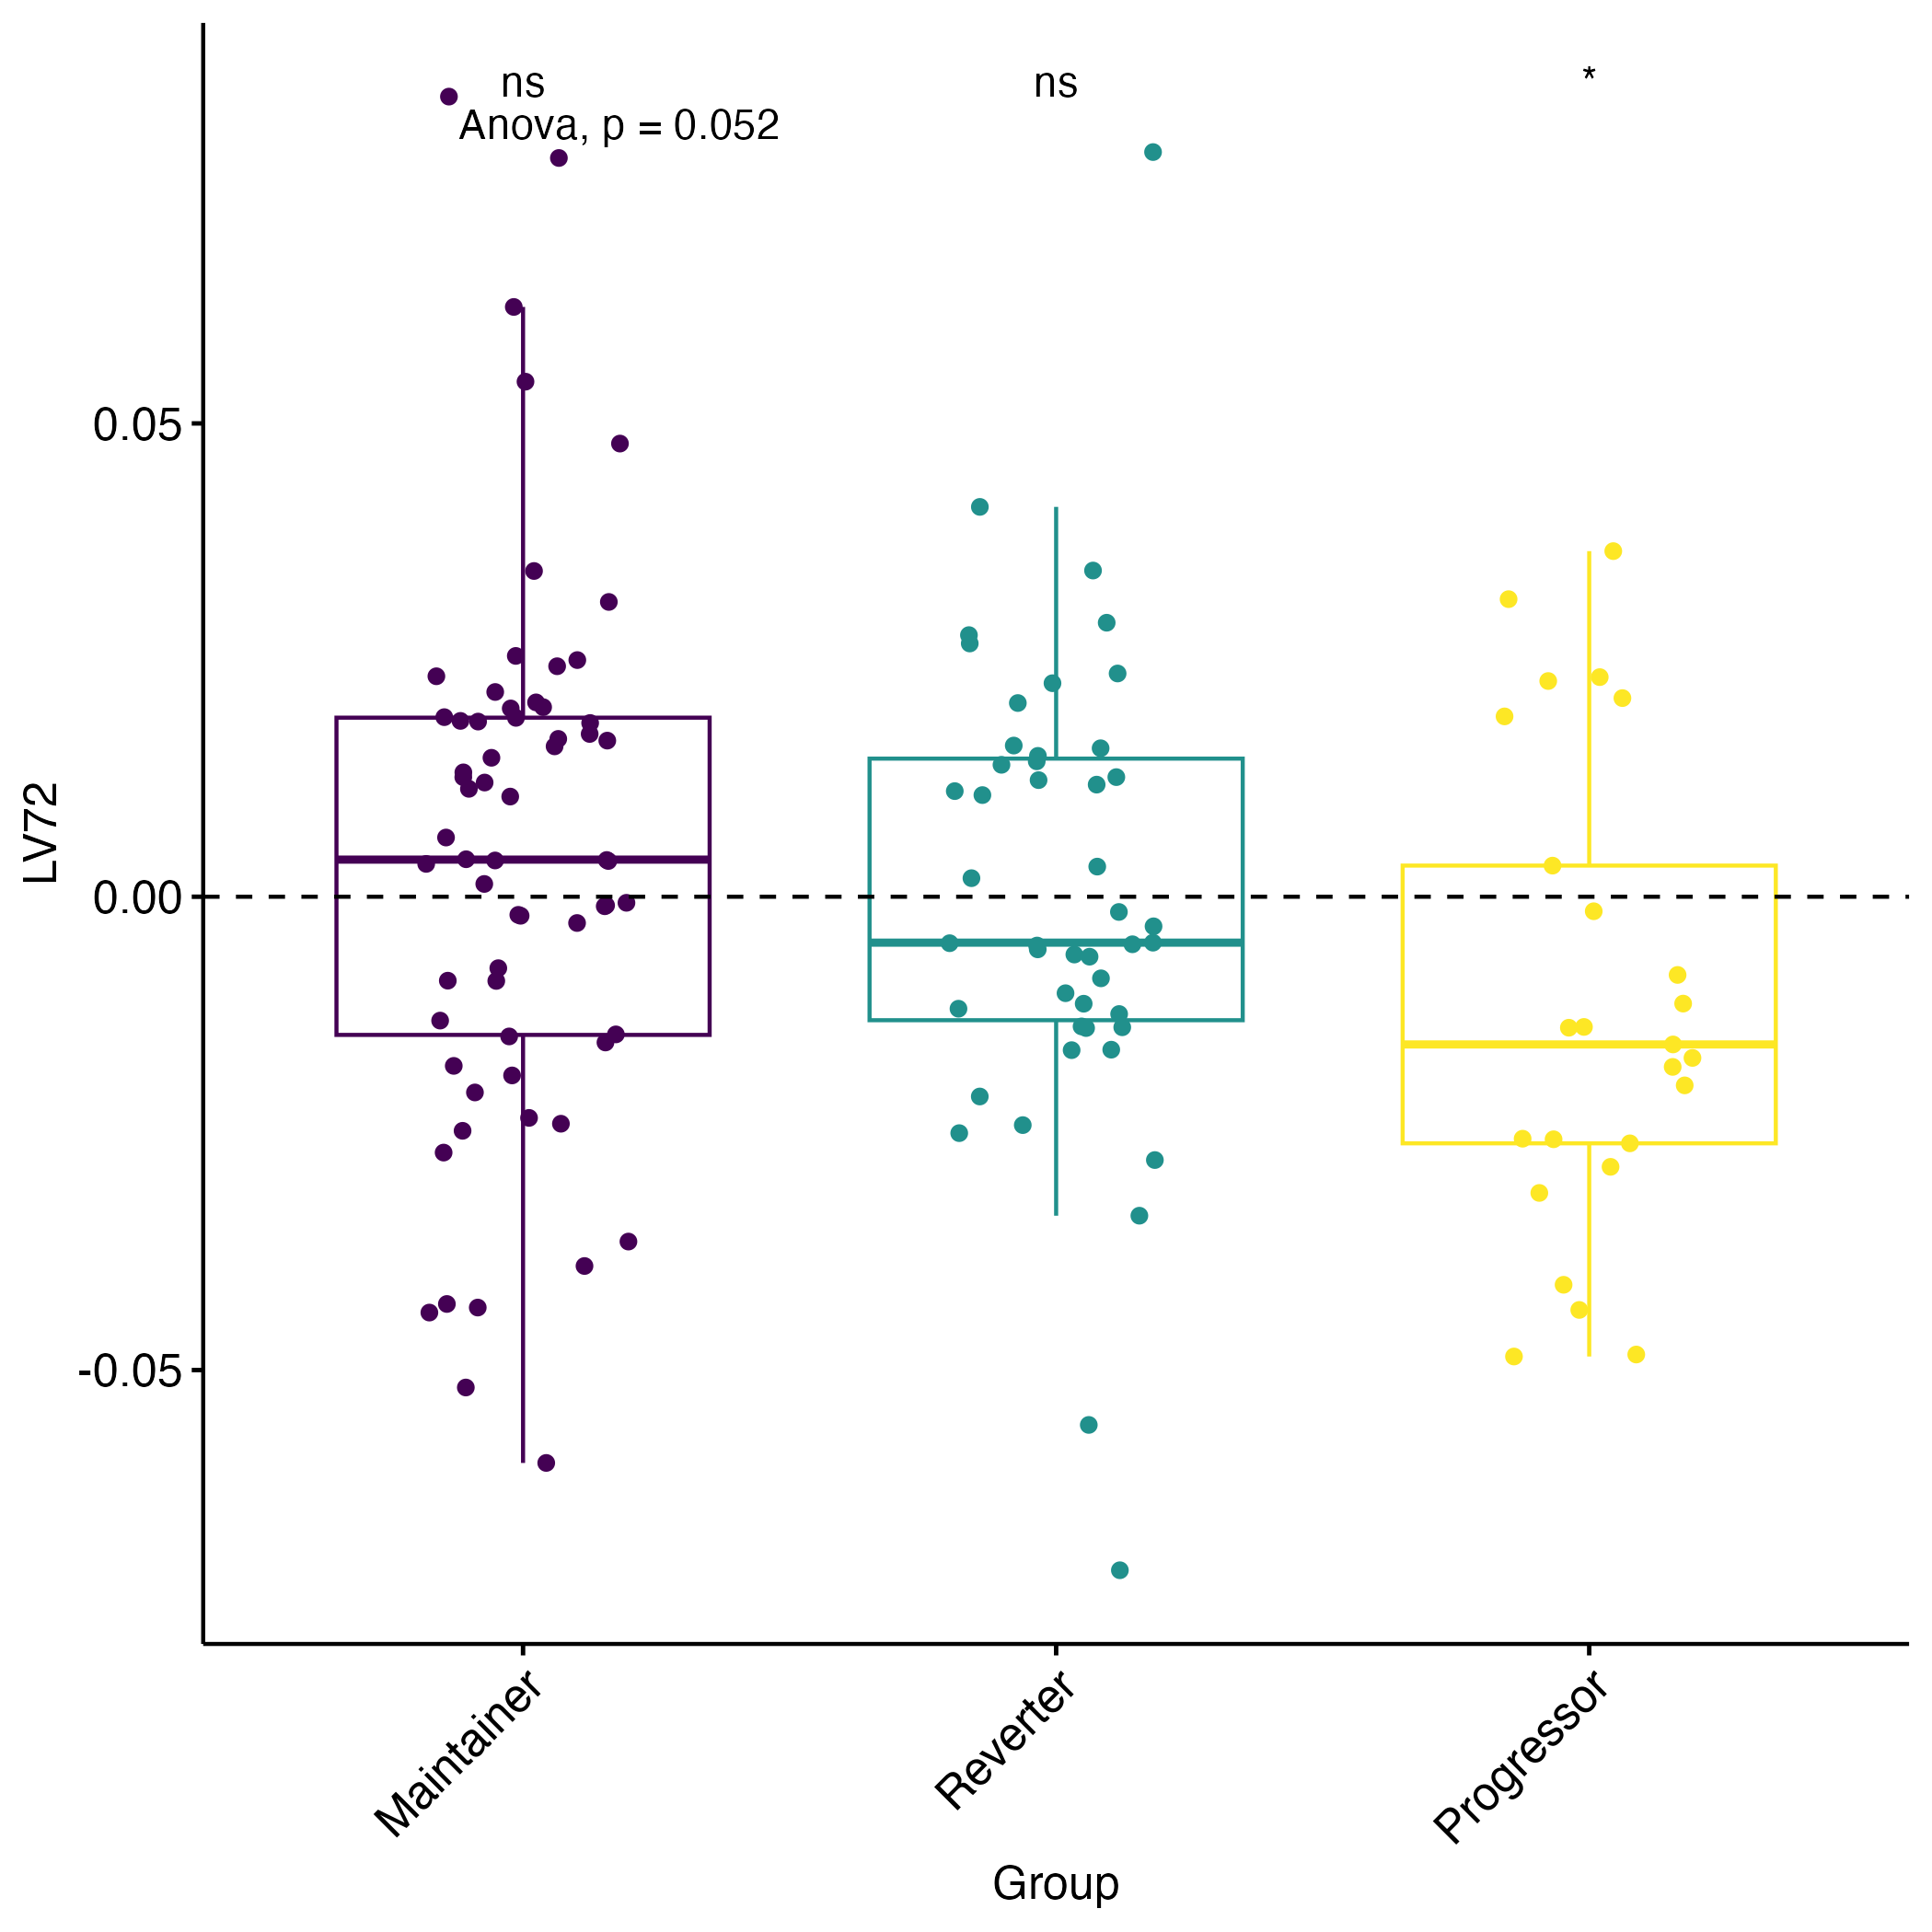 ns
ns
*
Anova, p = 0.052
0.05
0.00
-0.05
LV72
Maintainer
Reverter
Progressor
Group